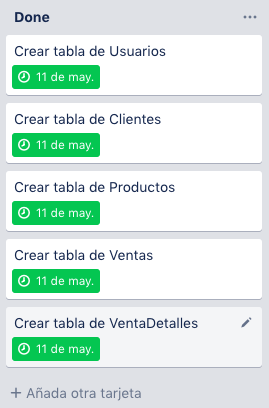 Done
Crear tabla de Usuarios
11 de may.
Crear tabla de Clientes
11 de may.
Crear tabla de Productos
11 de may.
Crear tabla de Ventas
11 de may.
Crear tabla de VentaDetalles
11 de may.
+ Añada otra tarjeta